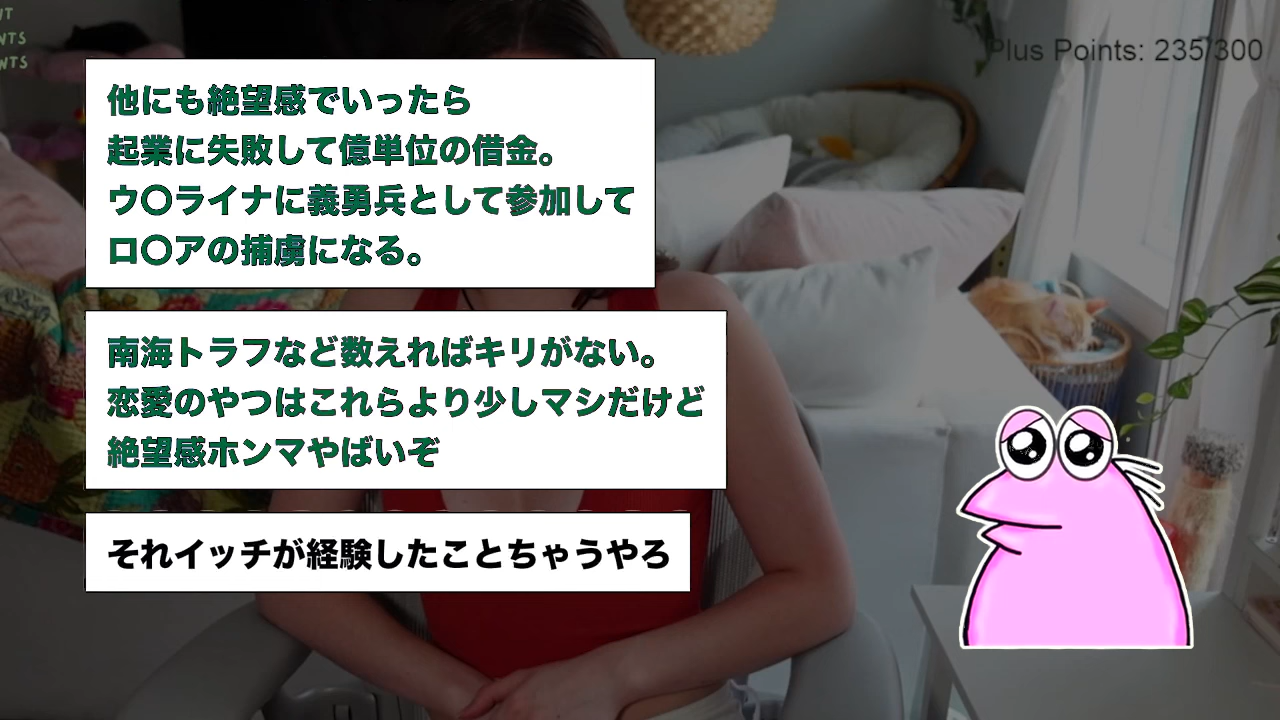 NTS
NTS
Plus Points: 235/300
他にも絶望感でいったら
起業に失敗して億単位の借金。
ウ〇ライナに義勇兵として参加して
ロ〇アの捕虜になる。
南海トラフなど数えればキリがない。
恋愛のやつはこれらより少しマシだけど
絶望感ホンマやばいぞ
それイッチが経験したことちゃうやろ